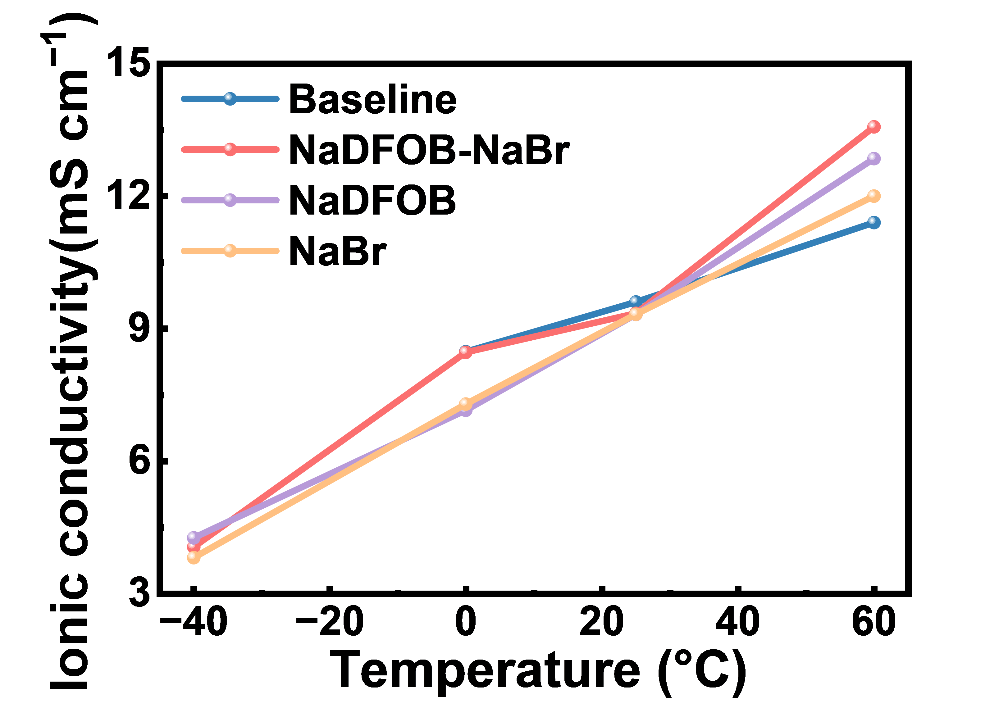 Ionic conductivity(mS cm⁻¹)
15
12
9
6
3
Baseline
NaDFOB-NaBr
NaDFOB
NaBr
−40 −20 0 20 40 60
Temperature (°C)